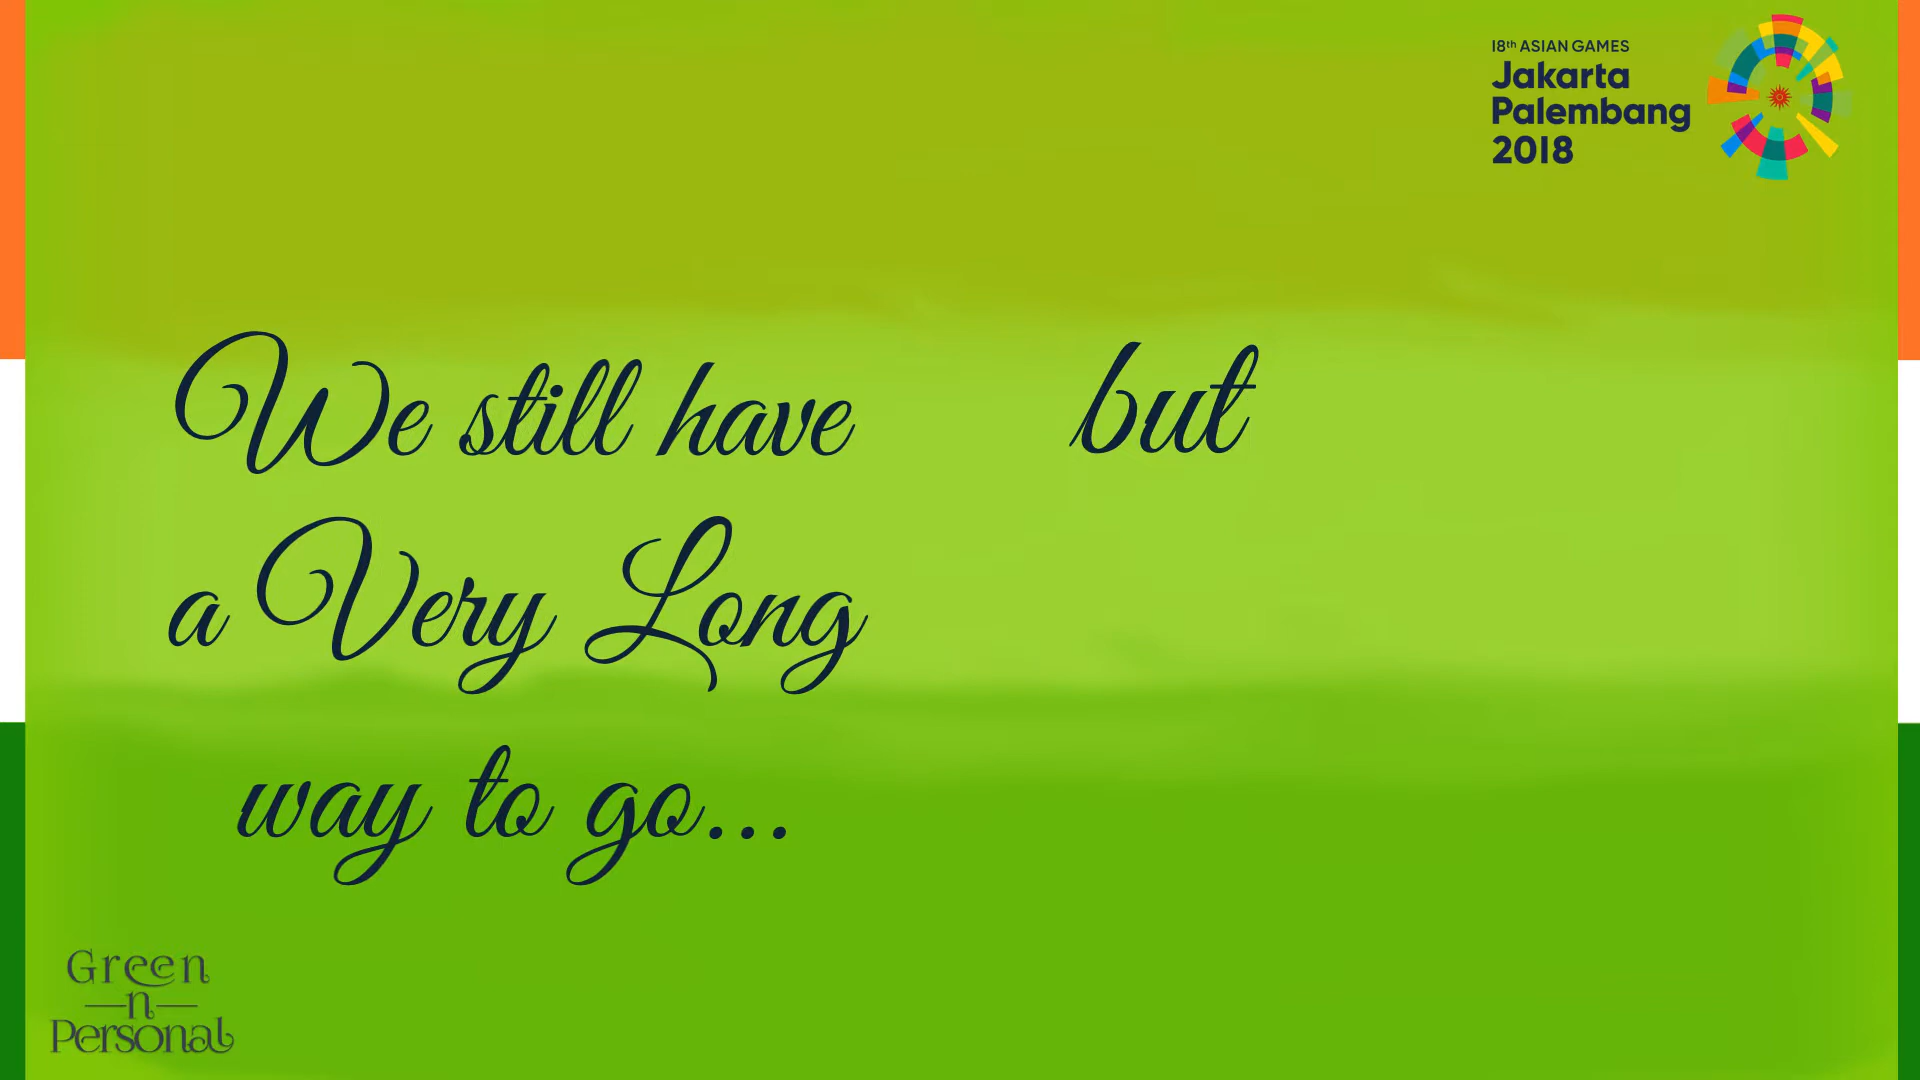 18th ASIAN GAMES
Jakarta
Palembang
2018
We still have
a Very Long
way to go...
but
Green
n
Personal